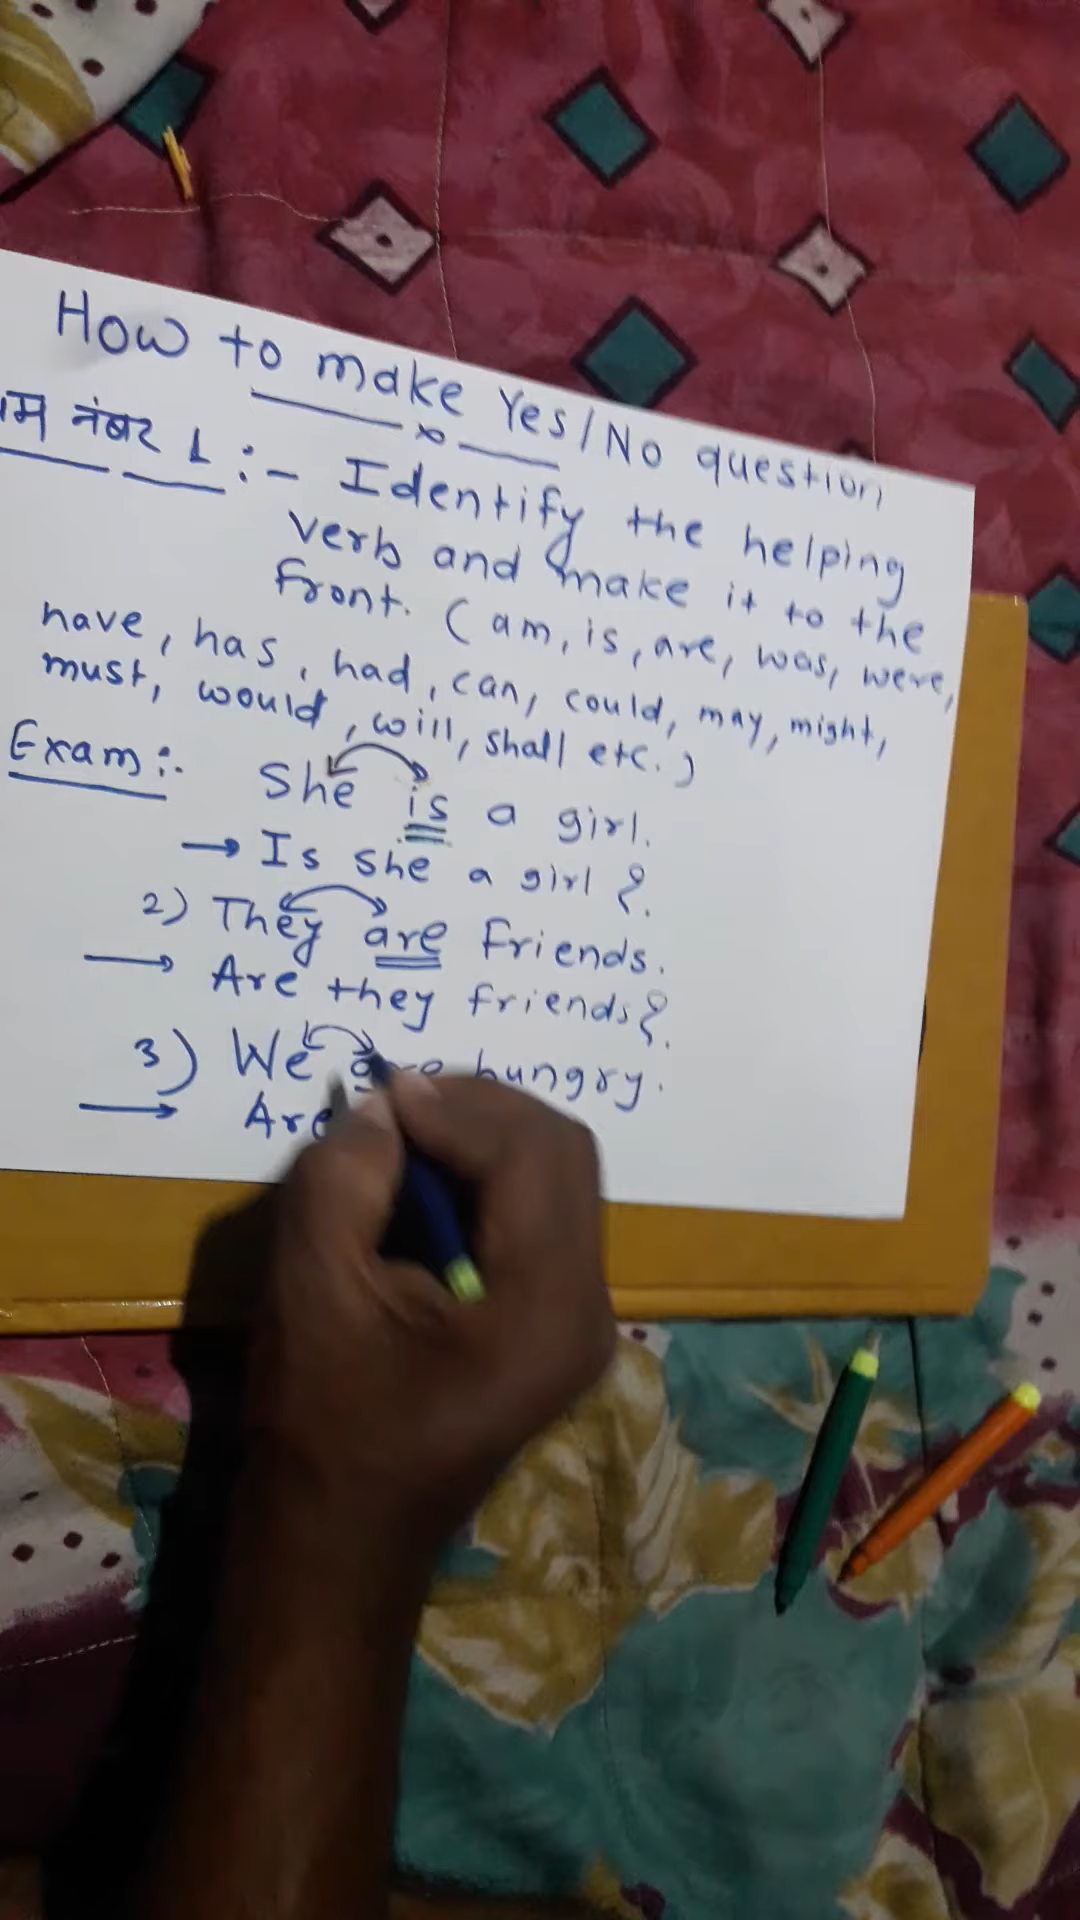 How to make Yes/No question
नंबर 1 :- Identify the helping
verb and make it to the
front. (am, is, are, was, were,
have, has, had, can, could, may, might,
must, would, will, shall etc.)
Exam:- She is a girl.
→ Is she a girl?
2) They are friends.
→ Are they friends?
3) We are hungry.
→ Are